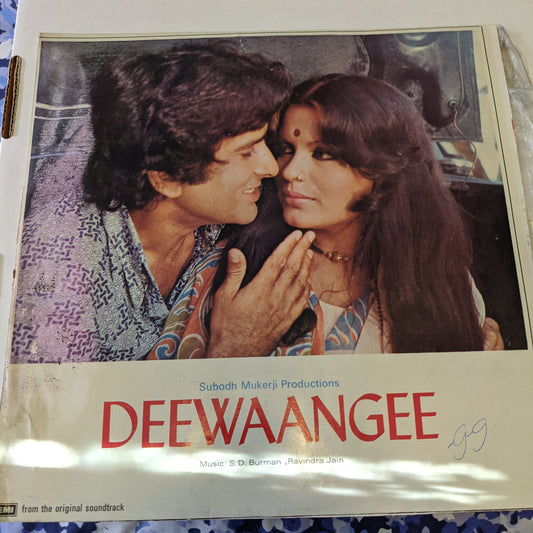 Subodh Mukerji Productions
DEEWAANGEE
Music: S.D. Burman , Ravindra Jain
EMI from the original soundtrack